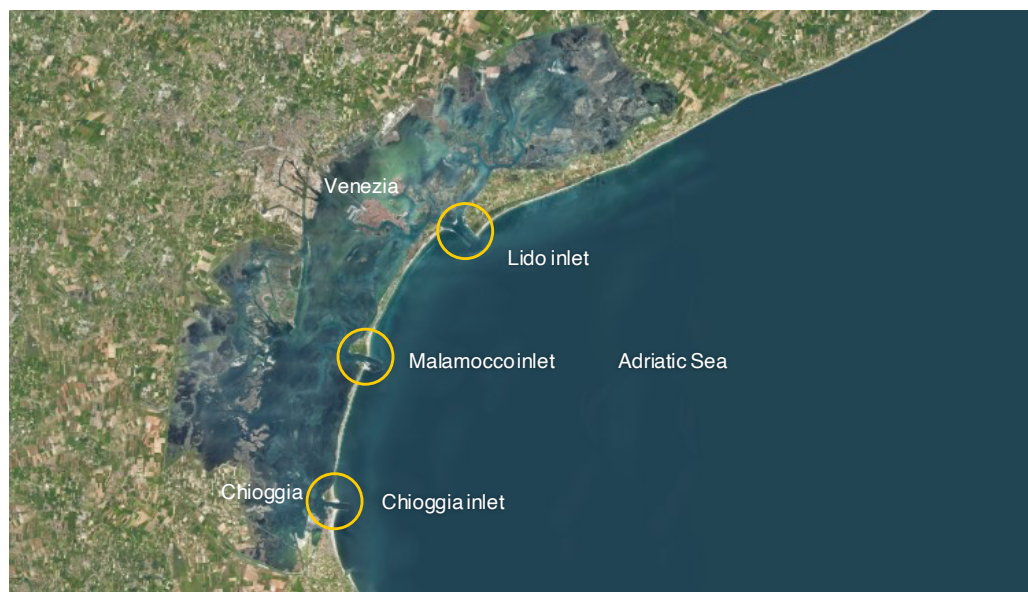 Venezia
Lido inlet
Malamocco inlet
Adriatic Sea
Chioggia
Chioggia inlet